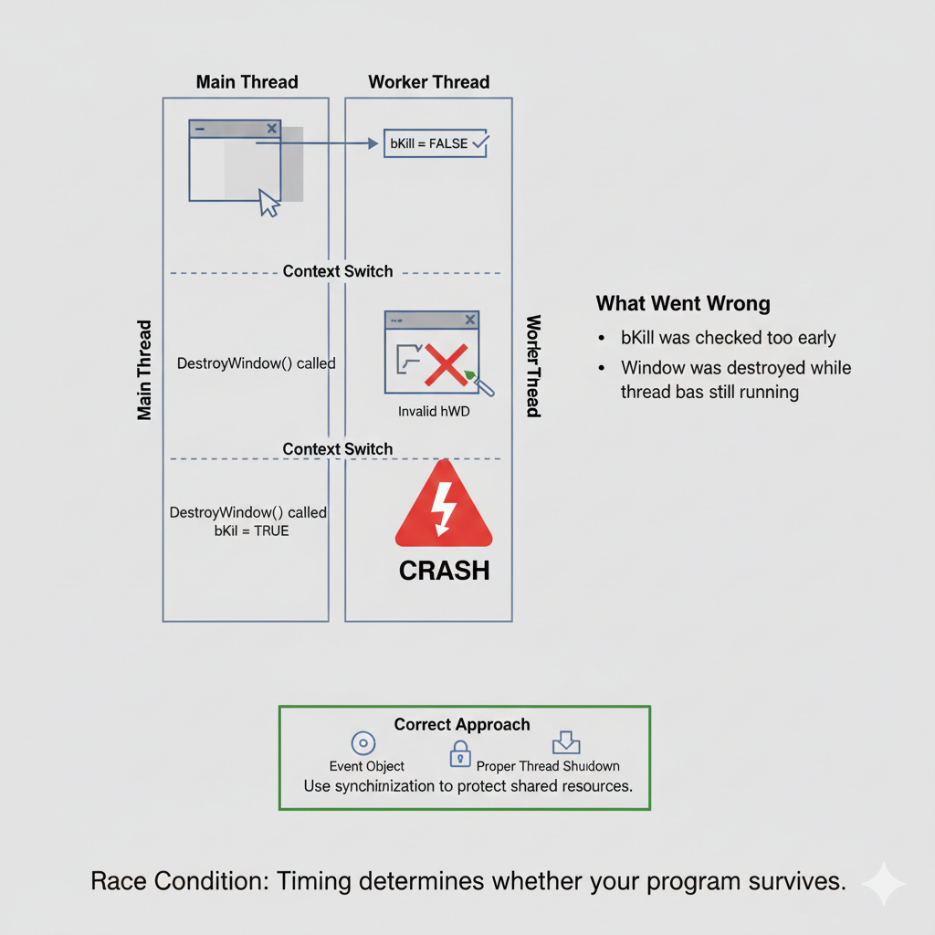 Main Thread
Worker Thread
bKill = FALSE
Context Switch
Main Thread
DestroyWindow() called
Invalid hWD
Worler Thead
What Went Wrong
• bKill was checked too early
• Window was destroyed while
thread bas still running
Context Switch
DestroyWindow() called
bKil = TRUE
CRASH
Correct Approach
Event Object
Proper Thread Shutdown
Use synchinization to protect shared resources.
Race Condition: Timing determines whether your program survives.